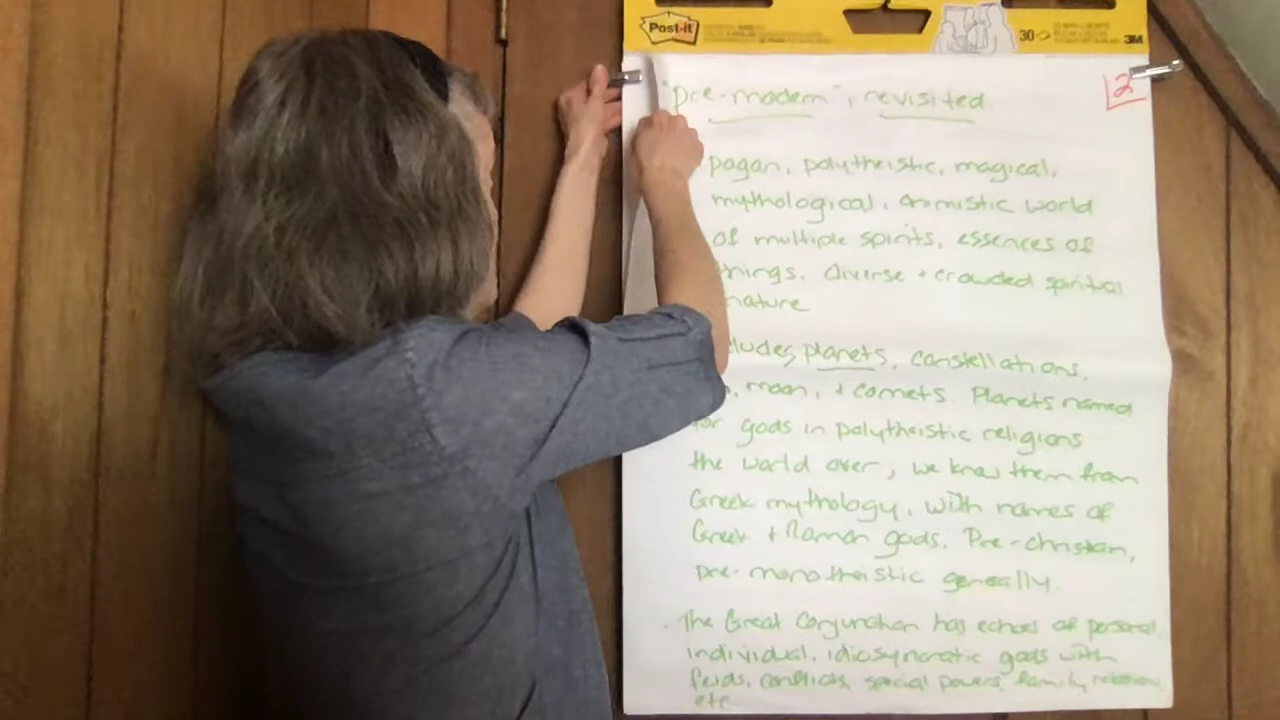 Post-it
30
3M
2
"pre-modern", revisited
pagan, polytheistic, magical,
mythological, animistic world
of multiple spirits, essences of
things. Diverse + crowded spiritual
nature
planets, constellations,
moon, + comets. Planets named
for gods in polytheistic religions
the world over; we know them from
Greek mythology, with names of
Greek + Roman gods. Pre-christian,
pre-monotheistic generally.
The Great Conjunction has echoes of personal
individual, idiosyncratic gods with
feuds, conflicts, special powers, family relations,
etc